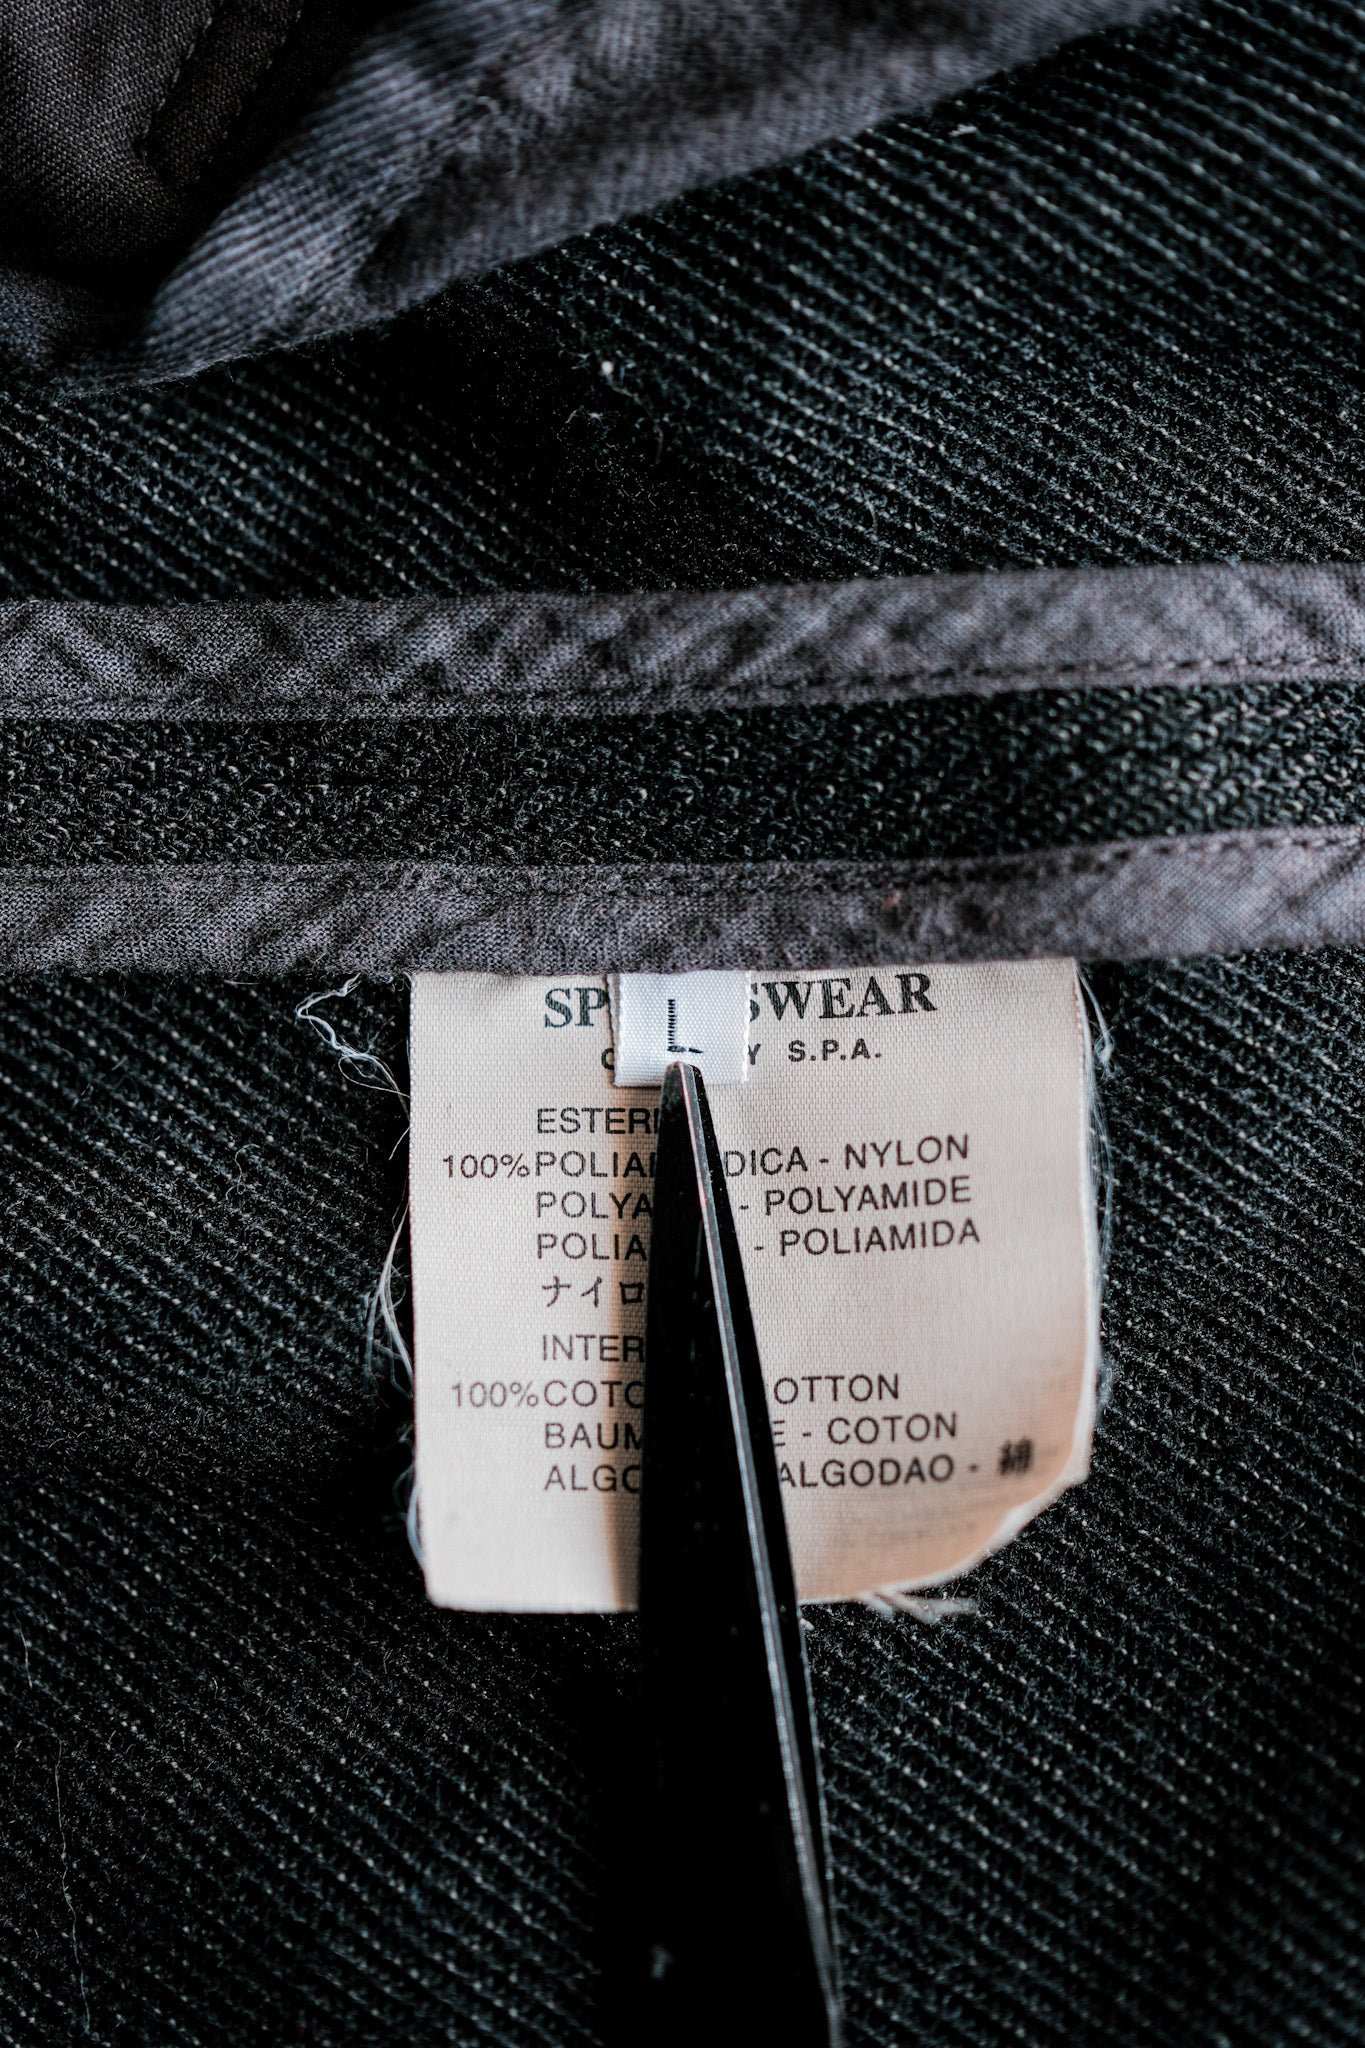 L
SP SWEAR
C Y S.P.A.
ESTER
100% POLIA DICA - NYLON
POLYA - POLYAMIDE
POLIA - POLIAMIDA
ナイロ
INTER
100% COTO OTTON
BAUM E - COTON
ALGO ALGODAO - 綿